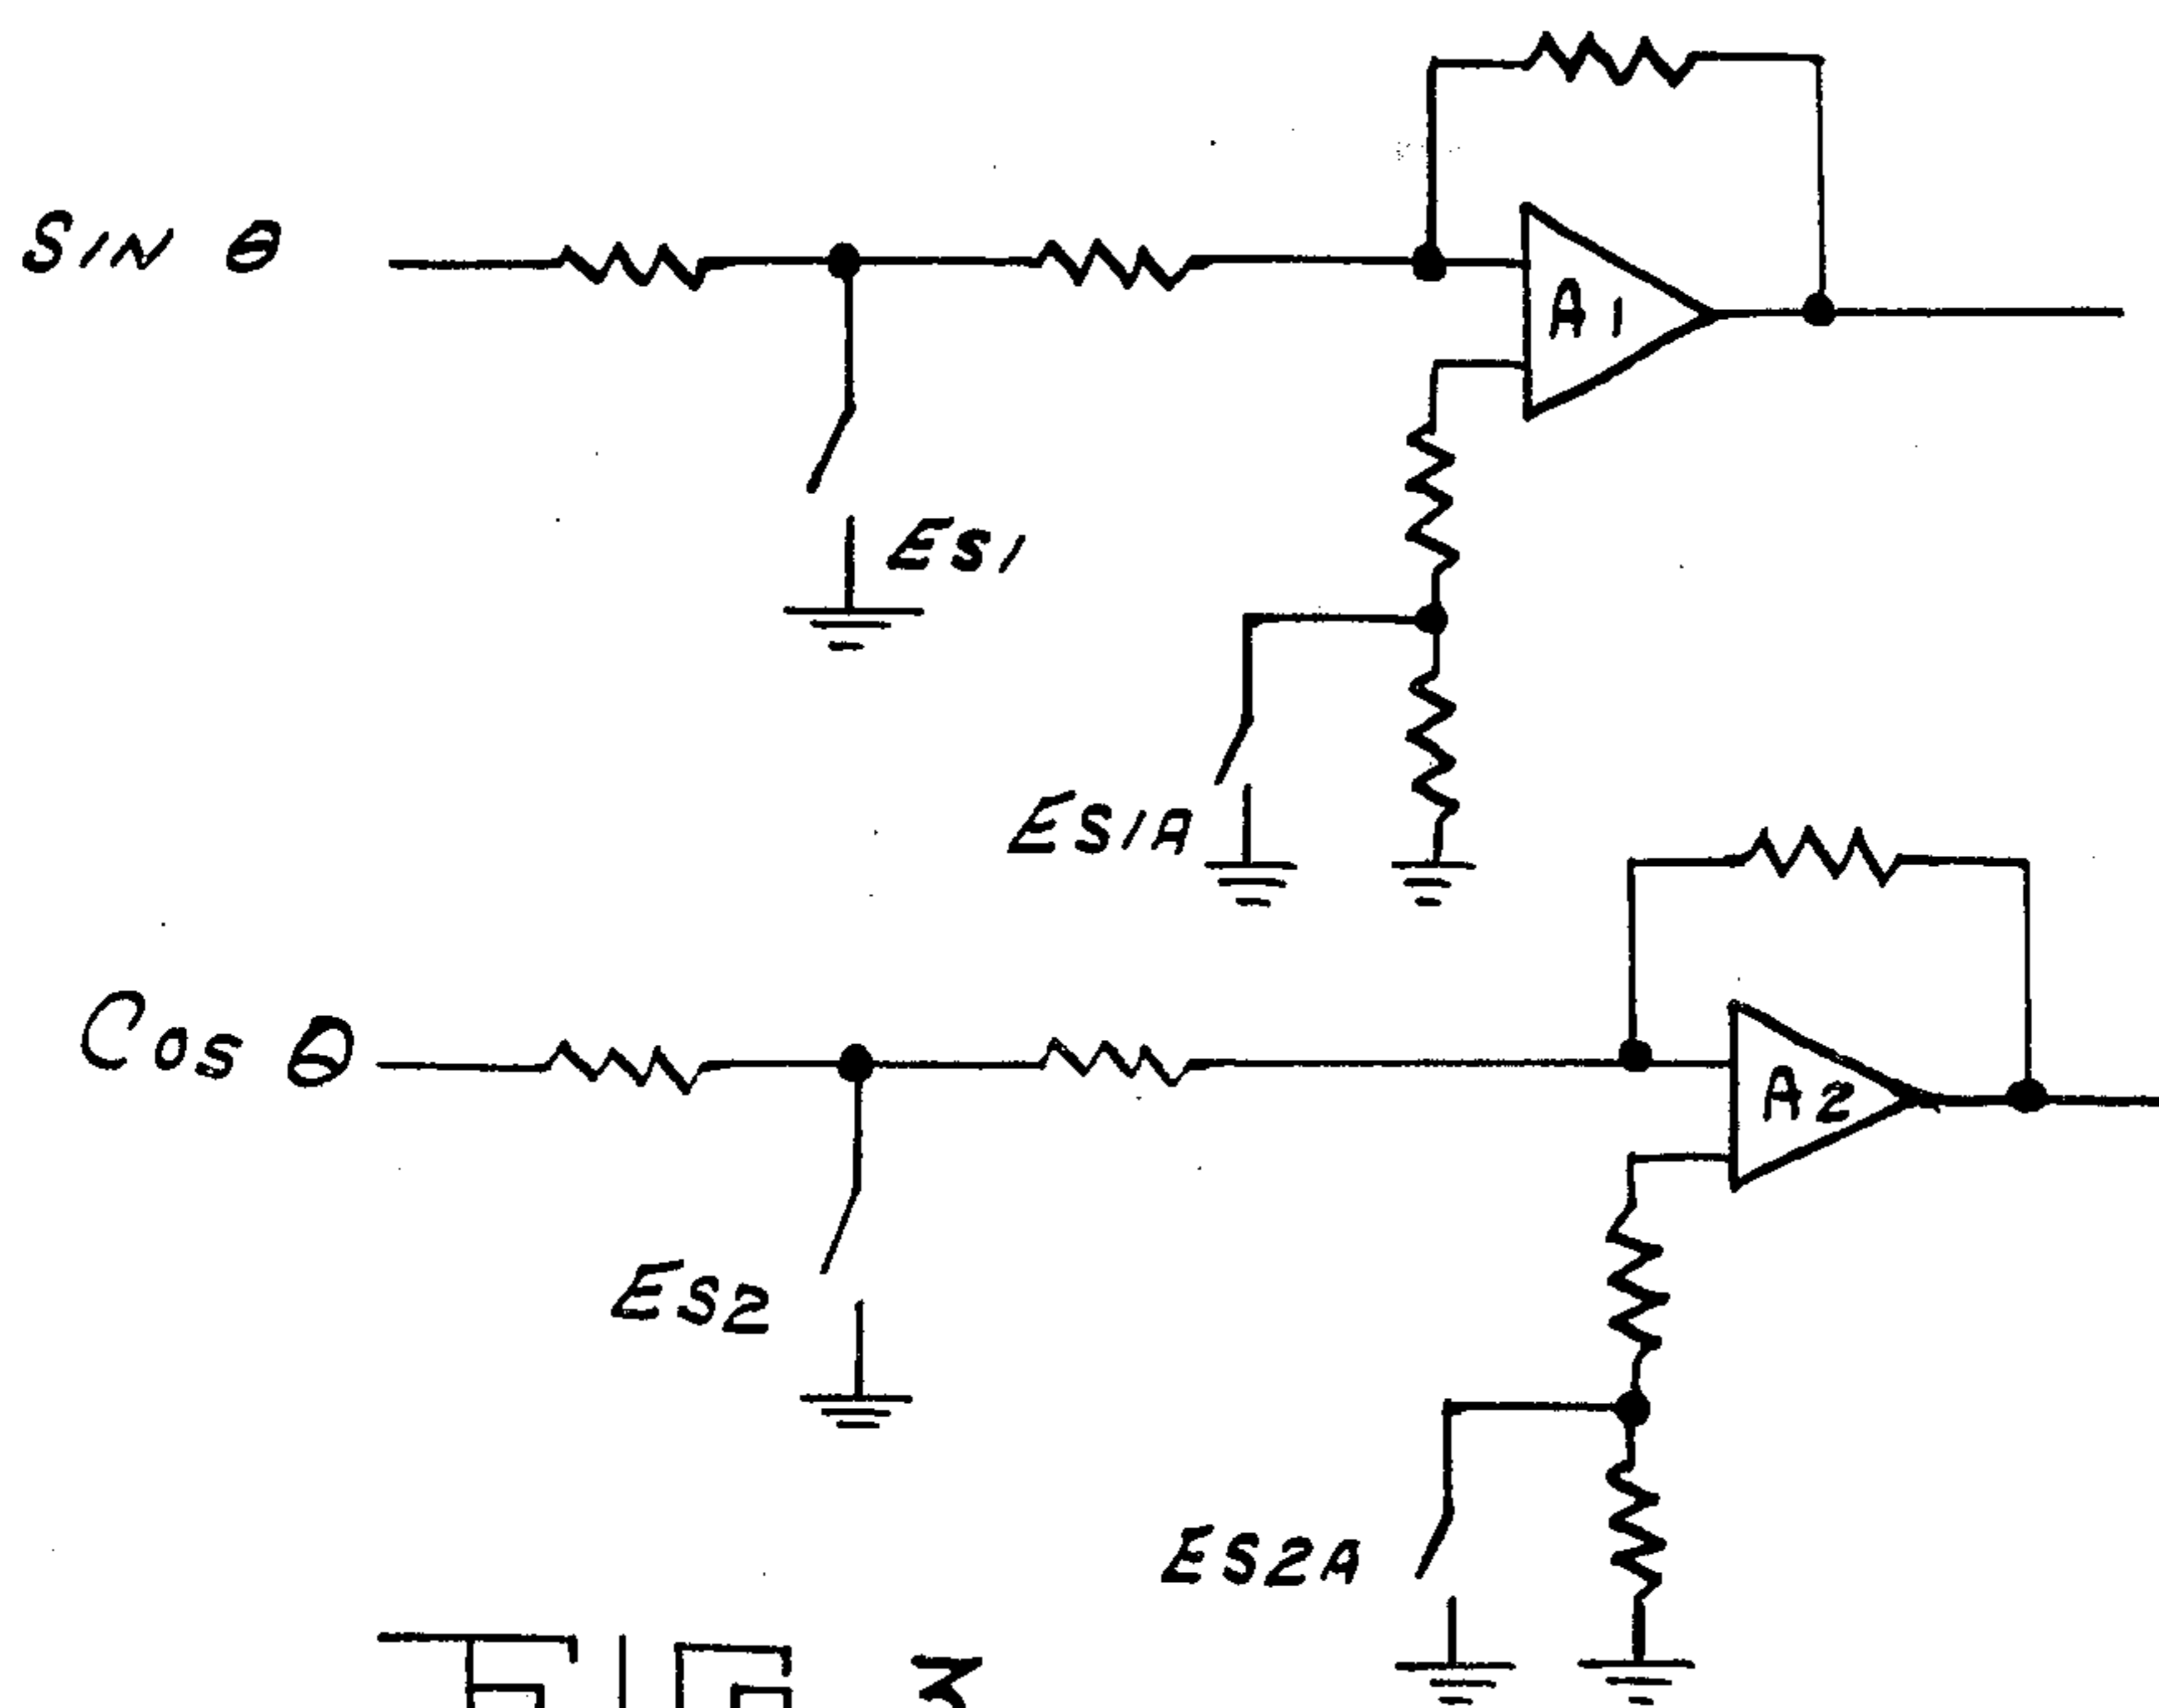 SIN θ
A1
ES1
ES1A
Cos θ
A2
ES2
ES2A
FIG 3